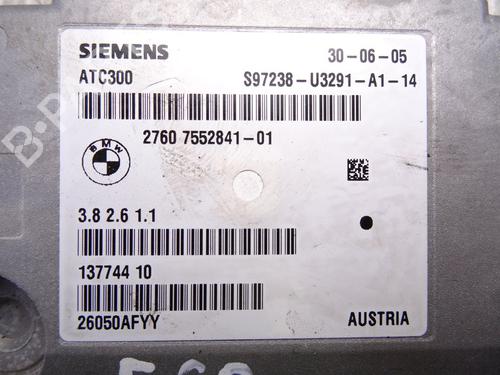 SIEMENS 30-06-05
ATC300 S97238-U3291-A1-14
BMW 2760 7552841-01
3.8 2.6 1.1
137744 10
26050AFYY AUSTRIA